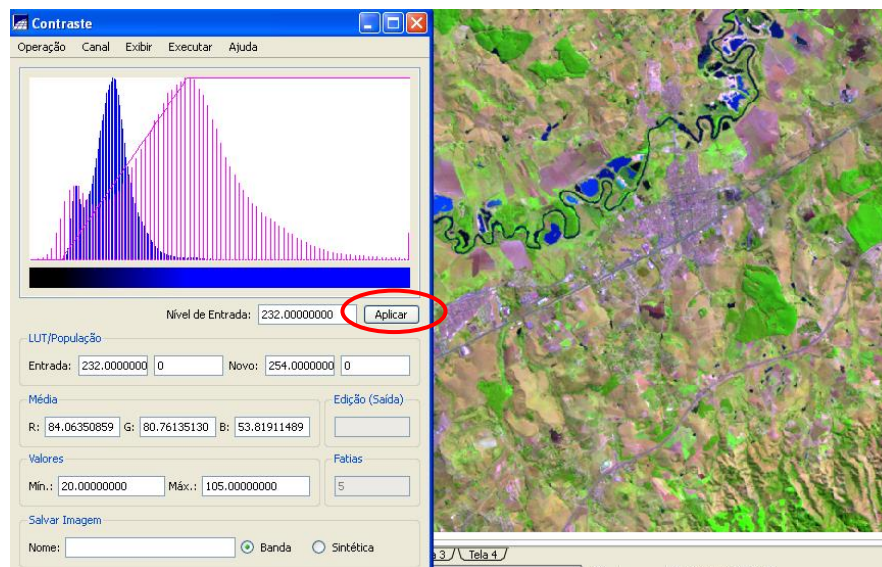 Contraste
Operação Canal Exibir Executar Ajuda
Nível de Entrada: 232.00000000 Aplicar
LUT/População
Entrada: 232.0000000 0 Novo: 254.0000000 0
Média
R: 84.06350859 G: 80.76135130 B: 53.81911489
Edição (Saída)
Valores
Mín.: 20.00000000 Máx.: 105.00000000
Fatias
5
Salvar Imagem
Nome: Banda Sintética
a 3 Tela 4